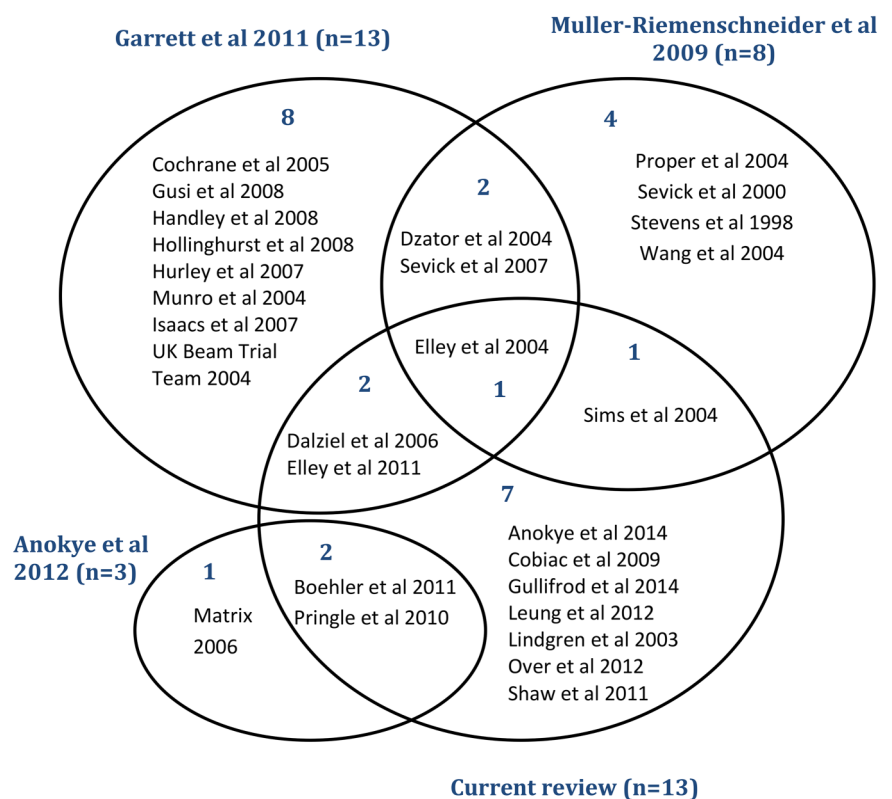 Garrett et al 2011 (n=13)
Muller-Riemenschneider et al
2009 (n=8)
8
Cochrane et al 2005
Gusi et al 2008
Handley et al 2008
Hollinghurst et al 2008
Hurley et al 2007
Munro et al 2004
Isaacs et al 2007
UK Beam Trial
Team 2004
2
Dzator et al 2004
Sevick et al 2007
4
Proper et al 2004
Sevick et al 2000
Stevens et al 1998
Wang et al 2004
Elley et al 2004
1
2
Dalziel et al 2006
Elley et al 2011
1
Sims et al 2004
7
Anokye et al 2014
Cobiac et al 2009
Gullifrod et al 2014
Leung et al 2012
Lindgren et al 2003
Over et al 2012
Shaw et al 2011
Anokye et al
2012 (n=3)
1
Matrix
2006
2
Boehler et al 2011
Pringle et al 2010
Current review (n=13)